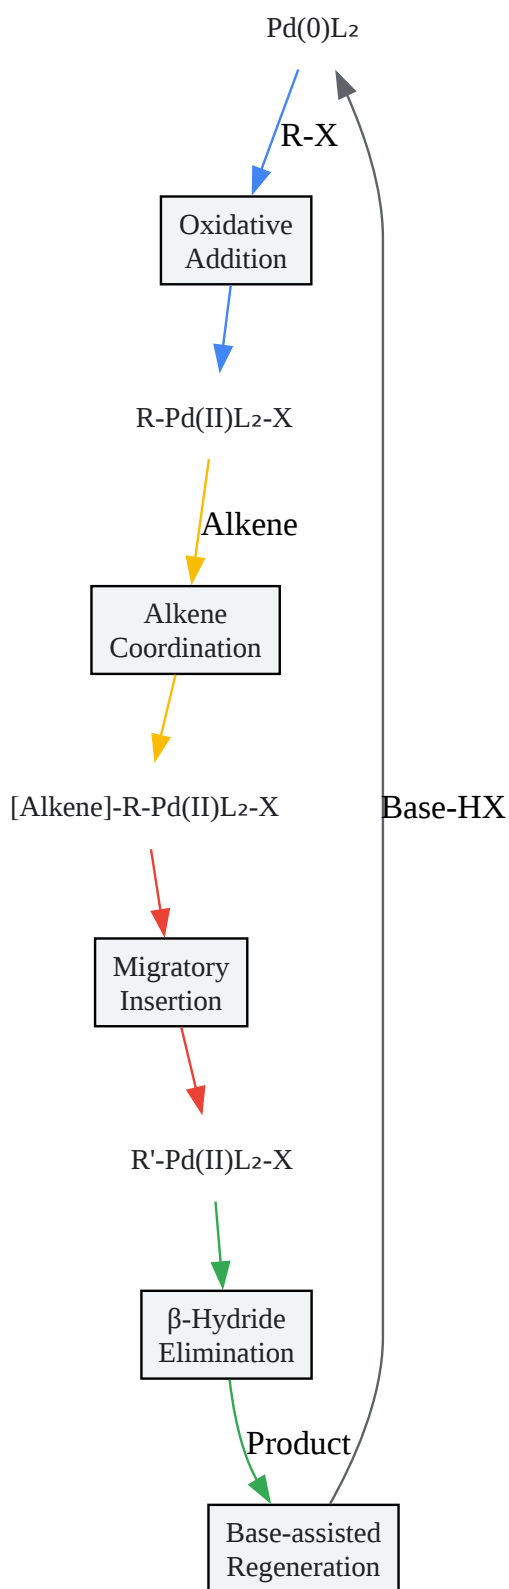 Pd(0)L₂
R-X
Oxidative
Addition
R-Pd(II)L₂-X
Alkene
Alkene
Coordination
[Alkene]-R-Pd(II)L₂-X
Base-HX
Migratory
Insertion
R'-Pd(II)L₂-X
β-Hydride
Elimination
Product
Base-assisted
Regeneration